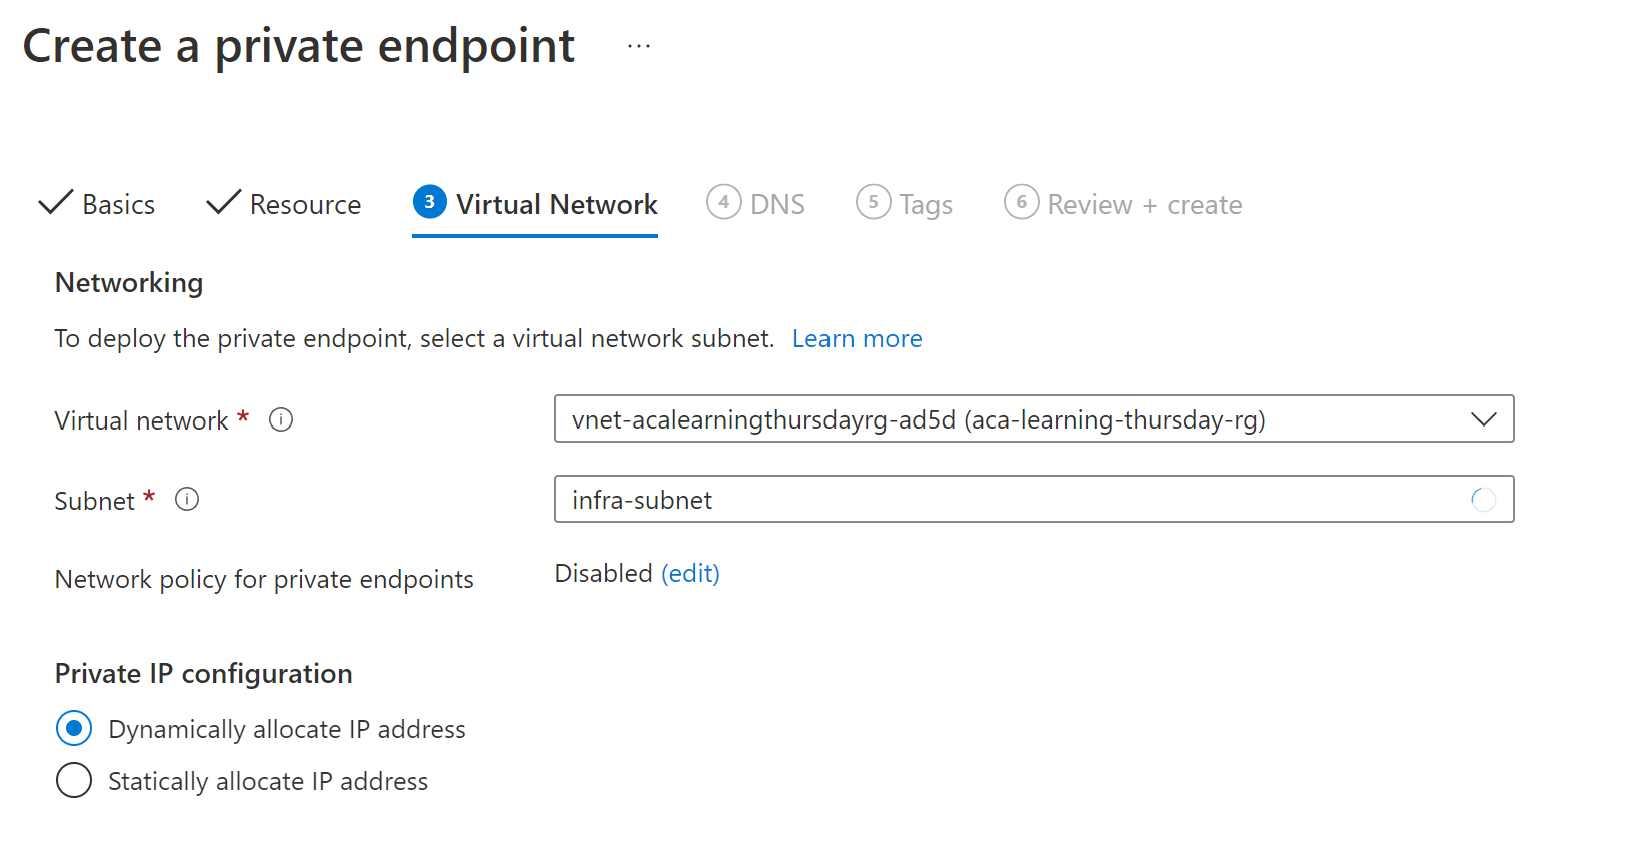 Create a private endpoint ...
Basics Resource 3 Virtual Network 4 DNS 5 Tags 6 Review + create
Networking
To deploy the private endpoint, select a virtual network subnet. Learn more
Virtual network * i vnet-acalearningthursdayrg-ad5d (aca-learning-thursday-rg)
Subnet * i infra-subnet
Network policy for private endpoints Disabled (edit)
Private IP configuration
Dynamically allocate IP address
Statically allocate IP address